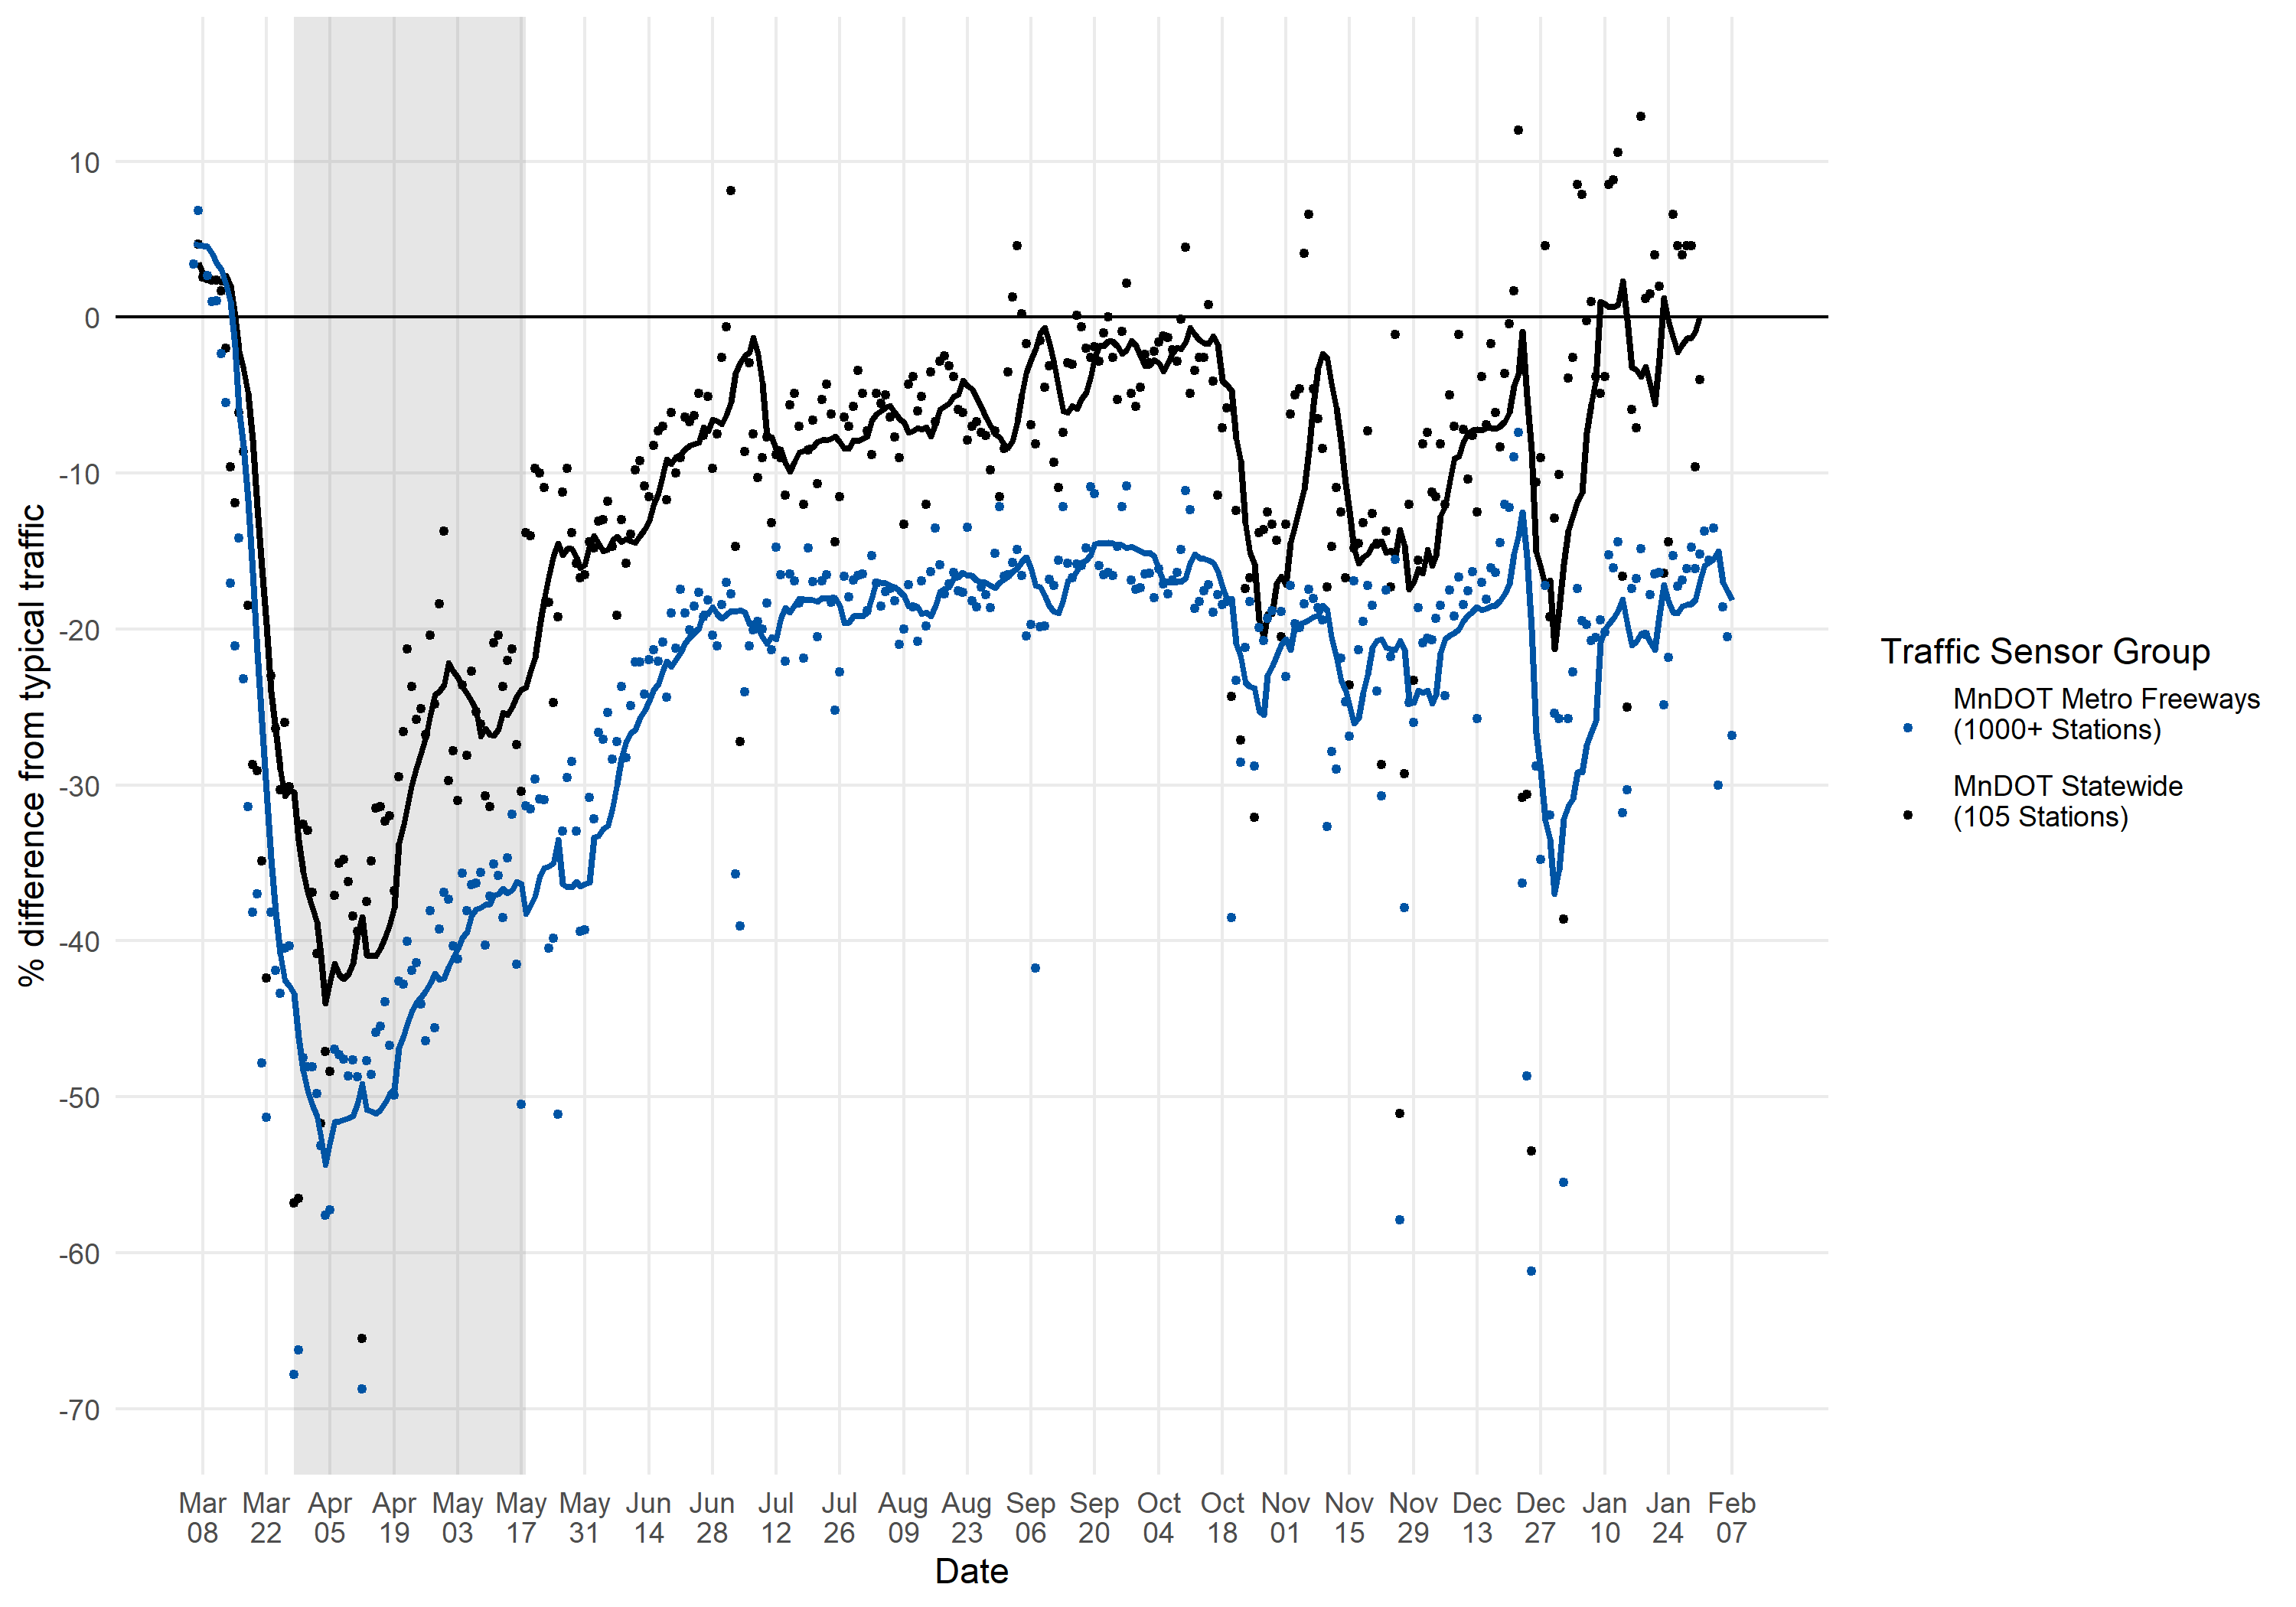 % difference from typical traffic
10
0
-10
-20
-30
-40
-50
-60
-70
Mar Mar Apr Apr May May May Jun Jun Jul Jul Aug Aug Sep Sep Oct Oct Nov Nov Nov Dec Dec Jan Jan Feb
08 22 05 19 03 17 31 14 28 12 26 09 23 06 20 04 18 01 15 29 13 27 10 24 07
Date
Traffic Sensor Group
MnDOT Metro Freeways
(1000+ Stations)
MnDOT Statewide
(105 Stations)